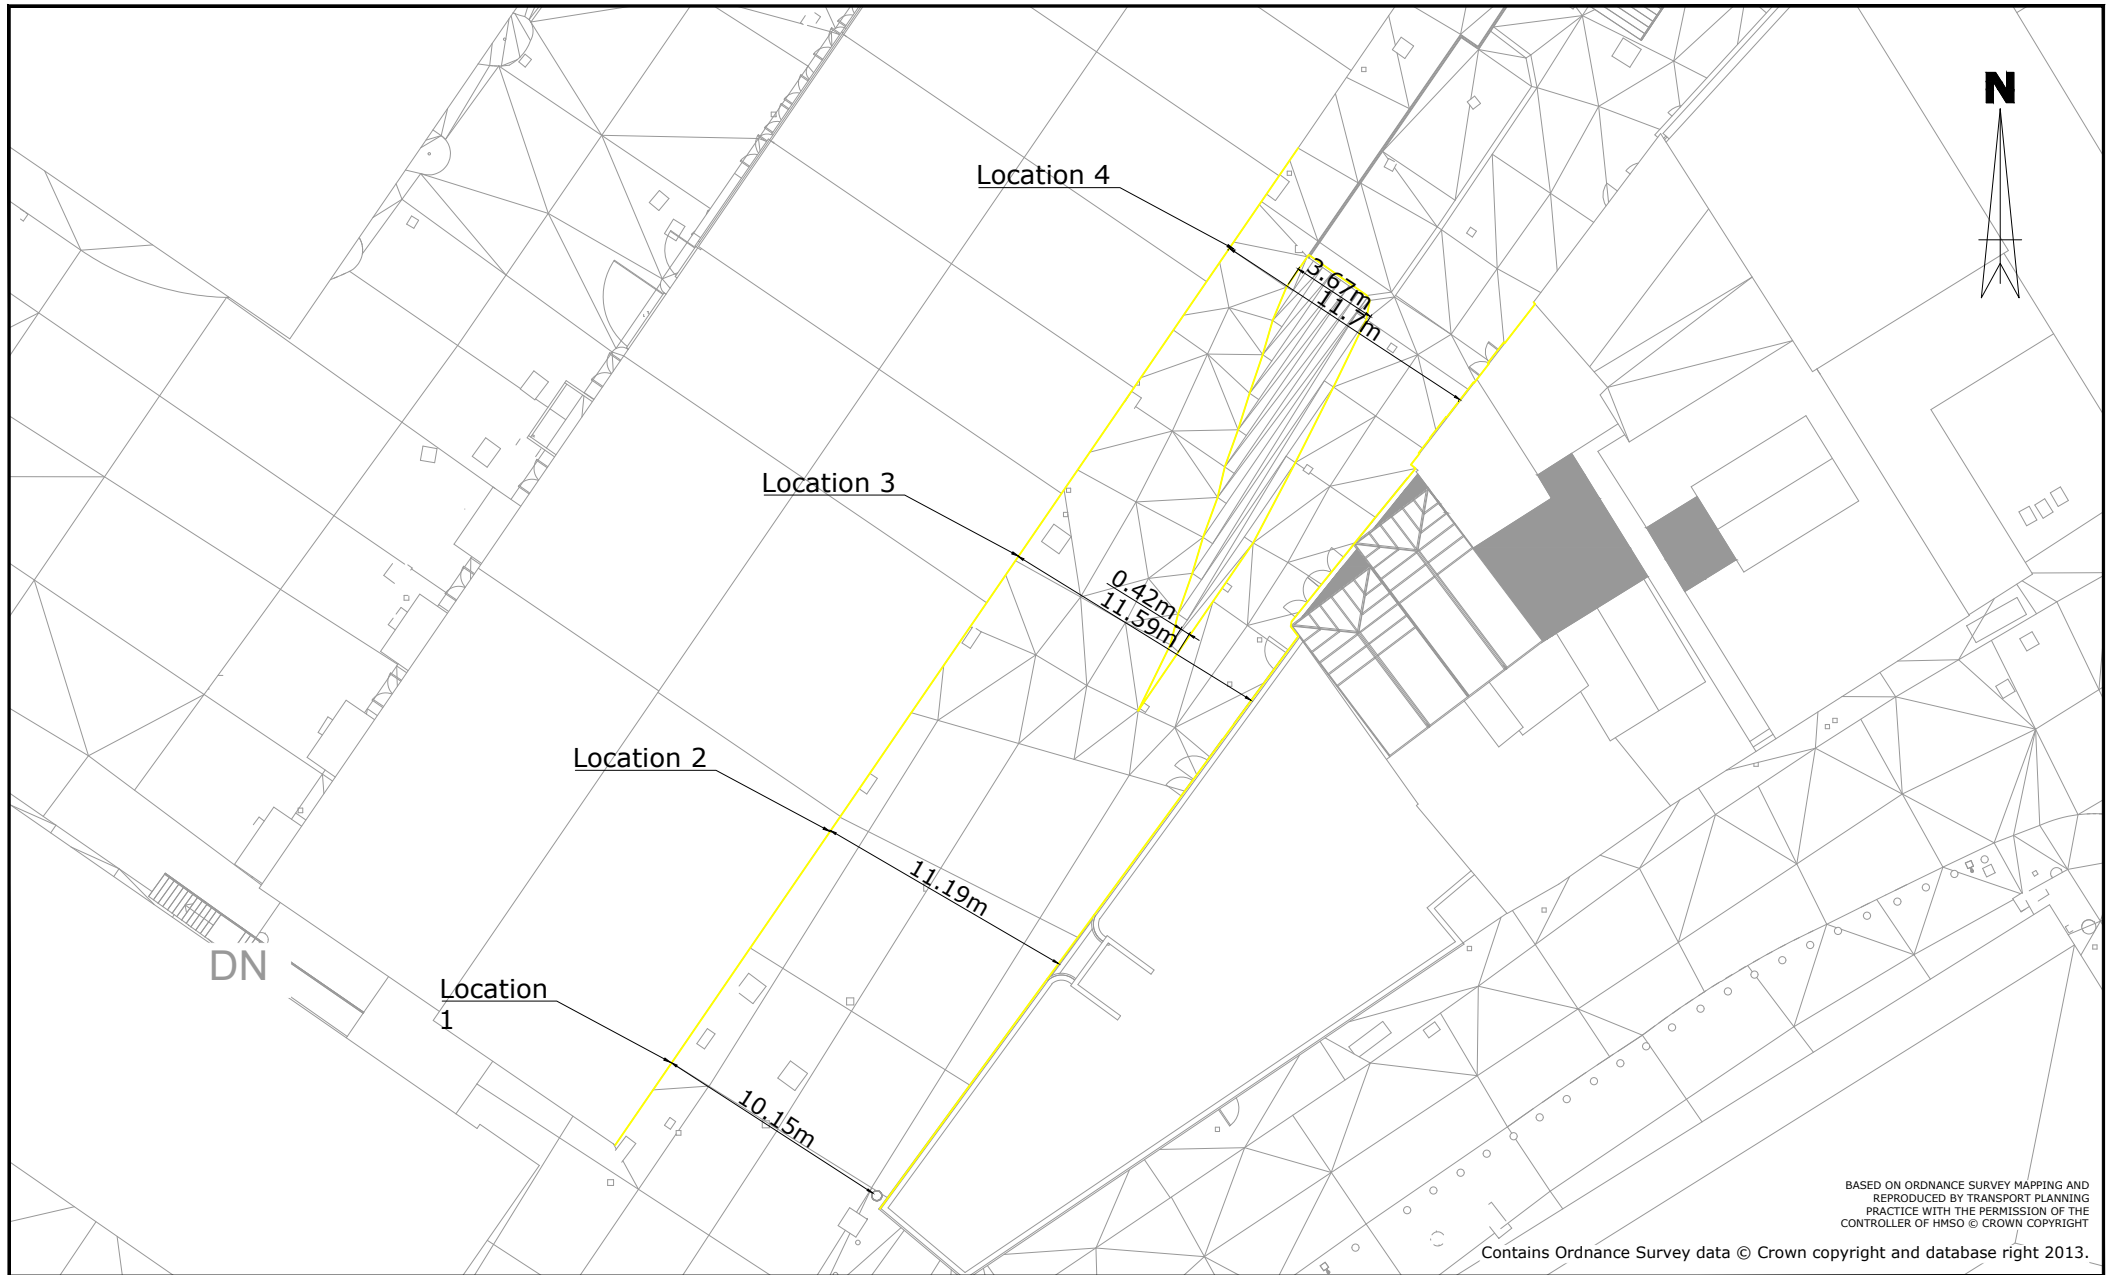 N
Location 4
3.67m
11.7m
Location 3
0.42m
11.59m
Location 2
11.19m
DN
Location
1
10.15m
BASED ON ORDNANCE SURVEY MAPPING AND
REPRODUCED BY TRANSPORT PLANNING
PRACTICE WITH THE PERMISSION OF THE
CONTROLLER OF HMSO © CROWN COPYRIGHT
Contains Ordnance Survey data © Crown copyright and database right 2013.